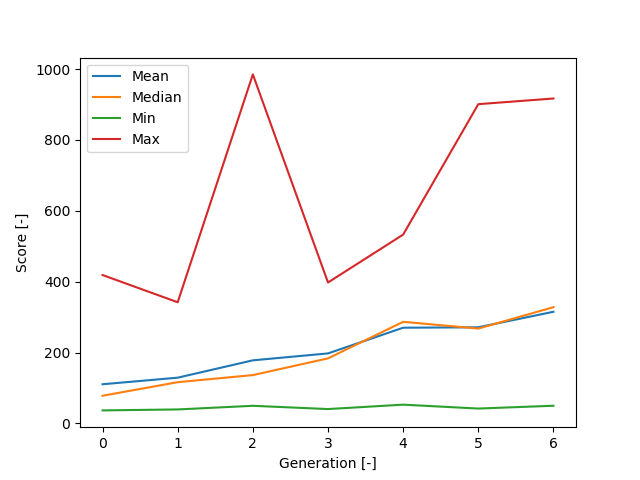 1000
800
600
400
200
0
Score [-]
Mean
Median
Min
Max
0 1 2 3 4 5 6
Generation [-]